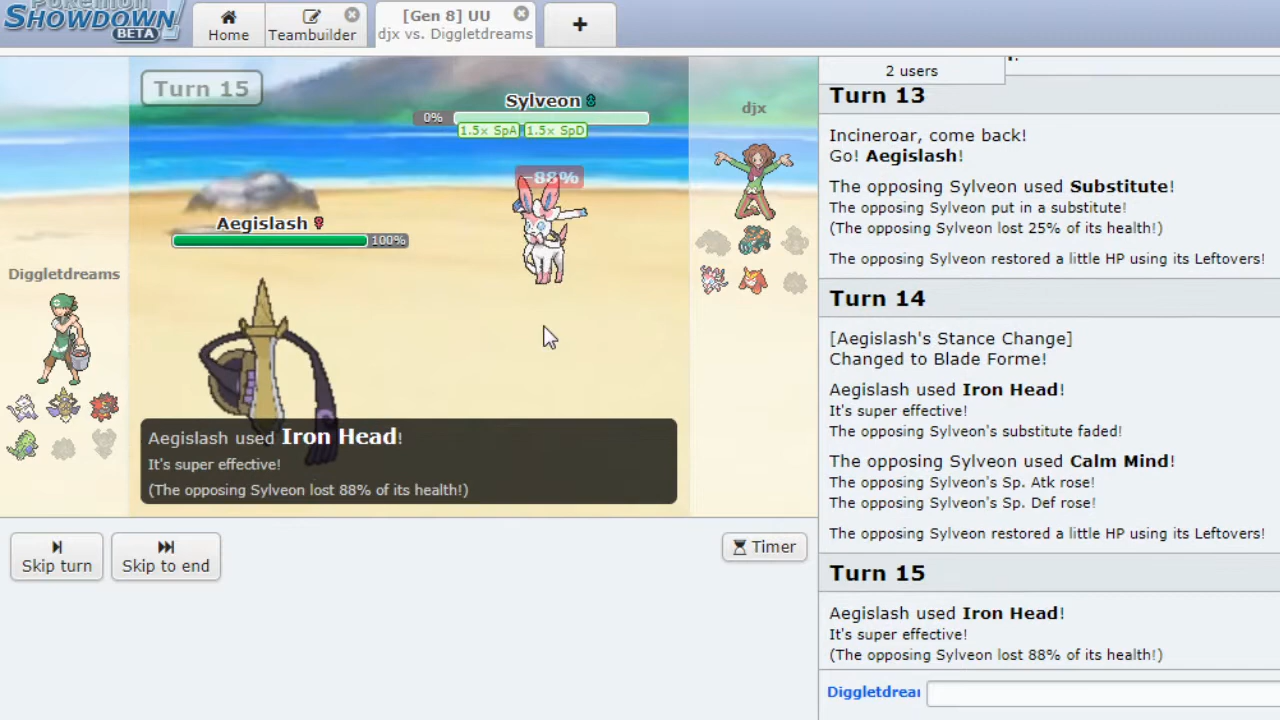 Pokémon
SHOWDOWN
BETA
Home
Teambuilder
[Gen 8] UU
djx vs. Diggletdreams
+
Turn 15
Sylveon
0%
1.5x SpA 1.5x SpD
-88%
Aegislash
100%
Diggletdreams
djx
Aegislash used Iron Head!
It's super effective!
(The opposing Sylveon lost 88% of its health!)
Skip turn
Skip to end
Timer
2 users
Turn 13
Incineroar, come back!
Go! Aegislash!
The opposing Sylveon used Substitute!
The opposing Sylveon put in a substitute!
(The opposing Sylveon lost 25% of its health!)
The opposing Sylveon restored a little HP using its Leftovers!
Turn 14
[Aegislash's Stance Change]
Changed to Blade Forme!
Aegislash used Iron Head!
It's super effective!
The opposing Sylveon's substitute faded!
The opposing Sylveon used Calm Mind!
The opposing Sylveon's Sp. Atk rose!
The opposing Sylveon's Sp. Def rose!
The opposing Sylveon restored a little HP using its Leftovers!
Turn 15
Aegislash used Iron Head!
It's super effective!
(The opposing Sylveon lost 88% of its health!)
Diggletdreai